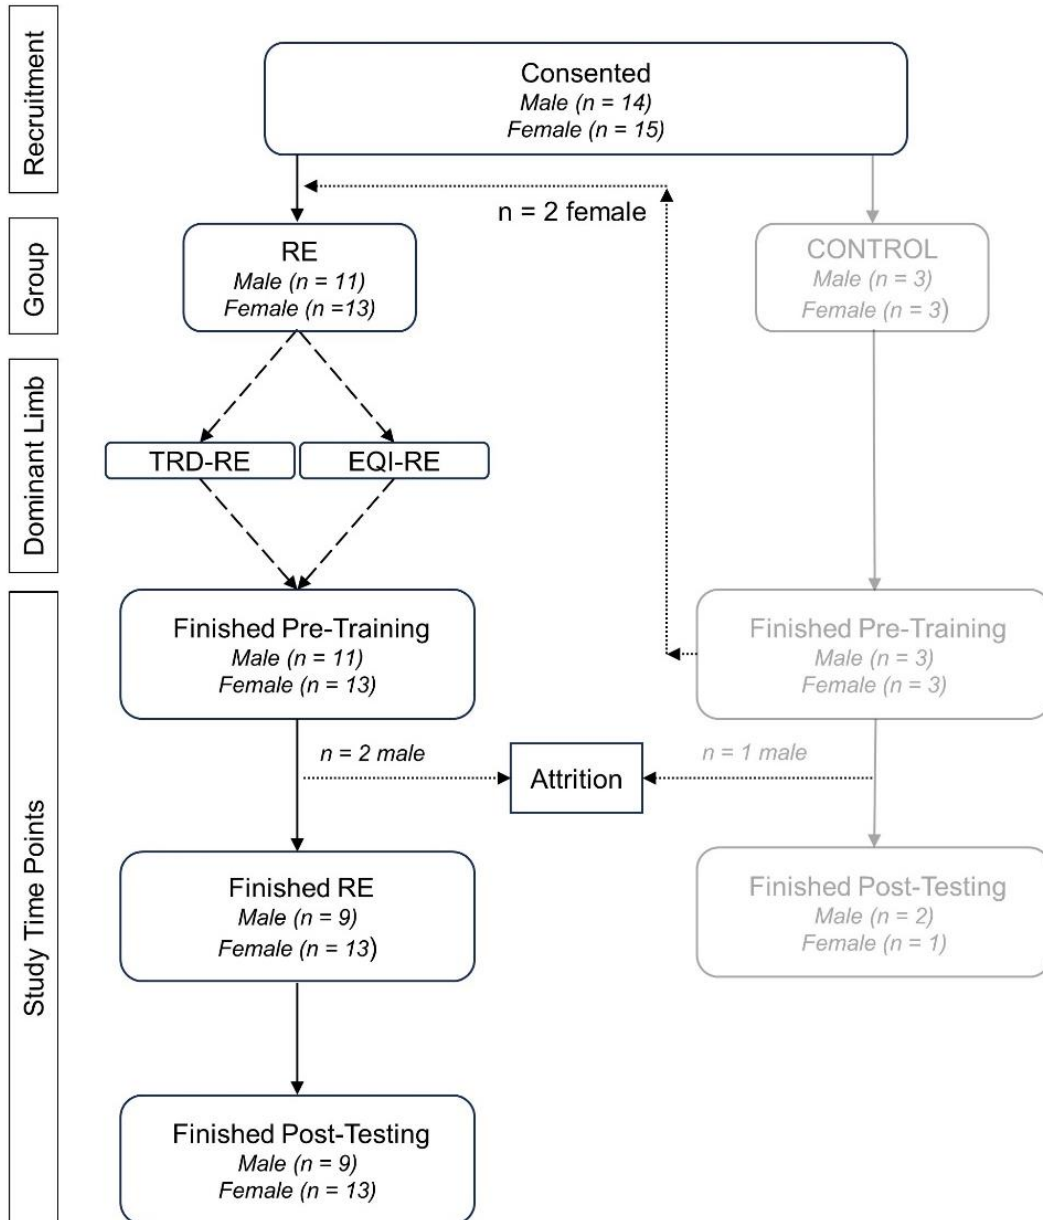 Recruitment
Consented
Male (n = 14)
Female (n = 15)
n = 2 female
Group
RE
Male (n = 11)
Female (n =13)
CONTROL
Male (n = 3)
Female (n = 3)
Dominant Limb
TRD-RE
EQI-RE
Study Time Points
Finished Pre-Training
Male (n = 11)
Female (n = 13)
Finished Pre-Training
Male (n = 3)
Female (n = 3)
n = 2 male
Attrition
n = 1 male
Finished RE
Male (n = 9)
Female (n = 13)
Finished Post-Testing
Male (n = 2)
Female (n = 1)
Finished Post-Testing
Male (n = 9)
Female (n = 13)